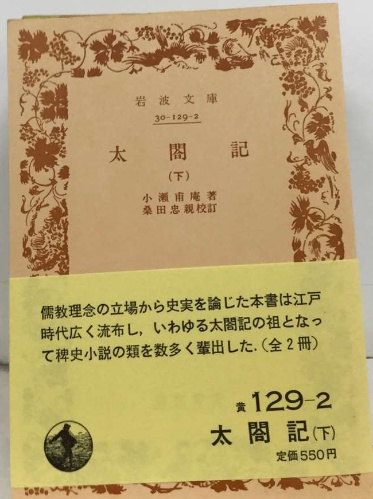 岩波文庫
30-129-2
太閤記
(下)
小瀬甫庵著
桑田忠親校訂
儒教理念の立場から史実を論じた本書は江戸
時代広く流布し，いわゆる太閤記の祖となっ
て稗史小説の類を数多く輩出した．(全2冊)
黄 129-2
太閤記(下)
定価550円